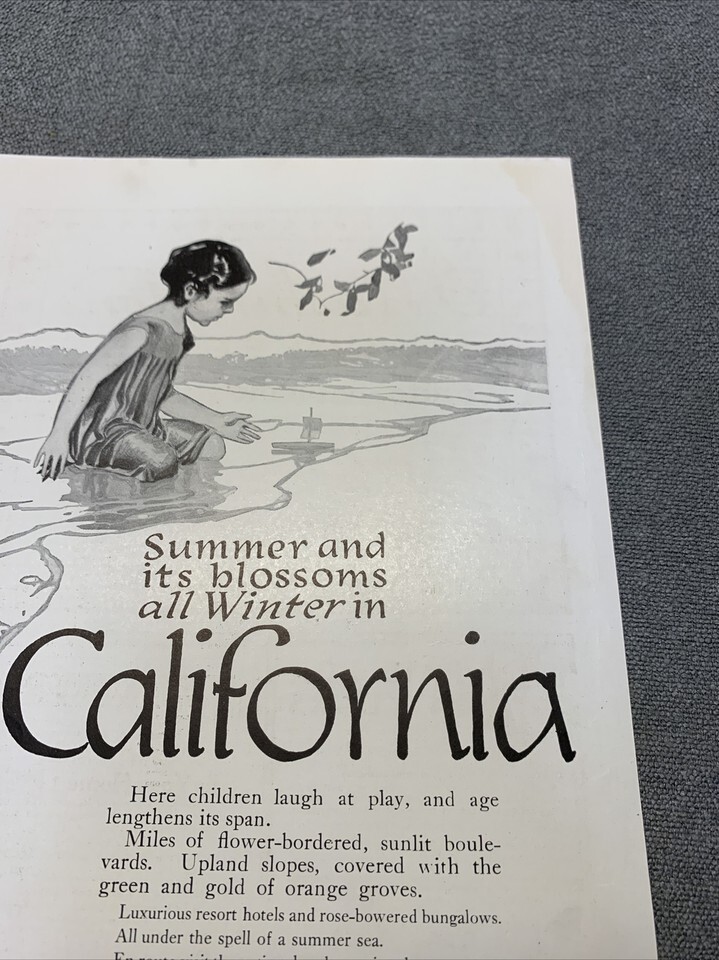 Summer and
its blossoms
all Winter in
California
Here children laugh at play, and age
lengthens its span.
Miles of flower-bordered, sunlit boule-
vards. Upland slopes, covered with the
green and gold of orange groves.
Luxurious resort hotels and rose-bowered bungalows.
All under the spell of a summer sea.